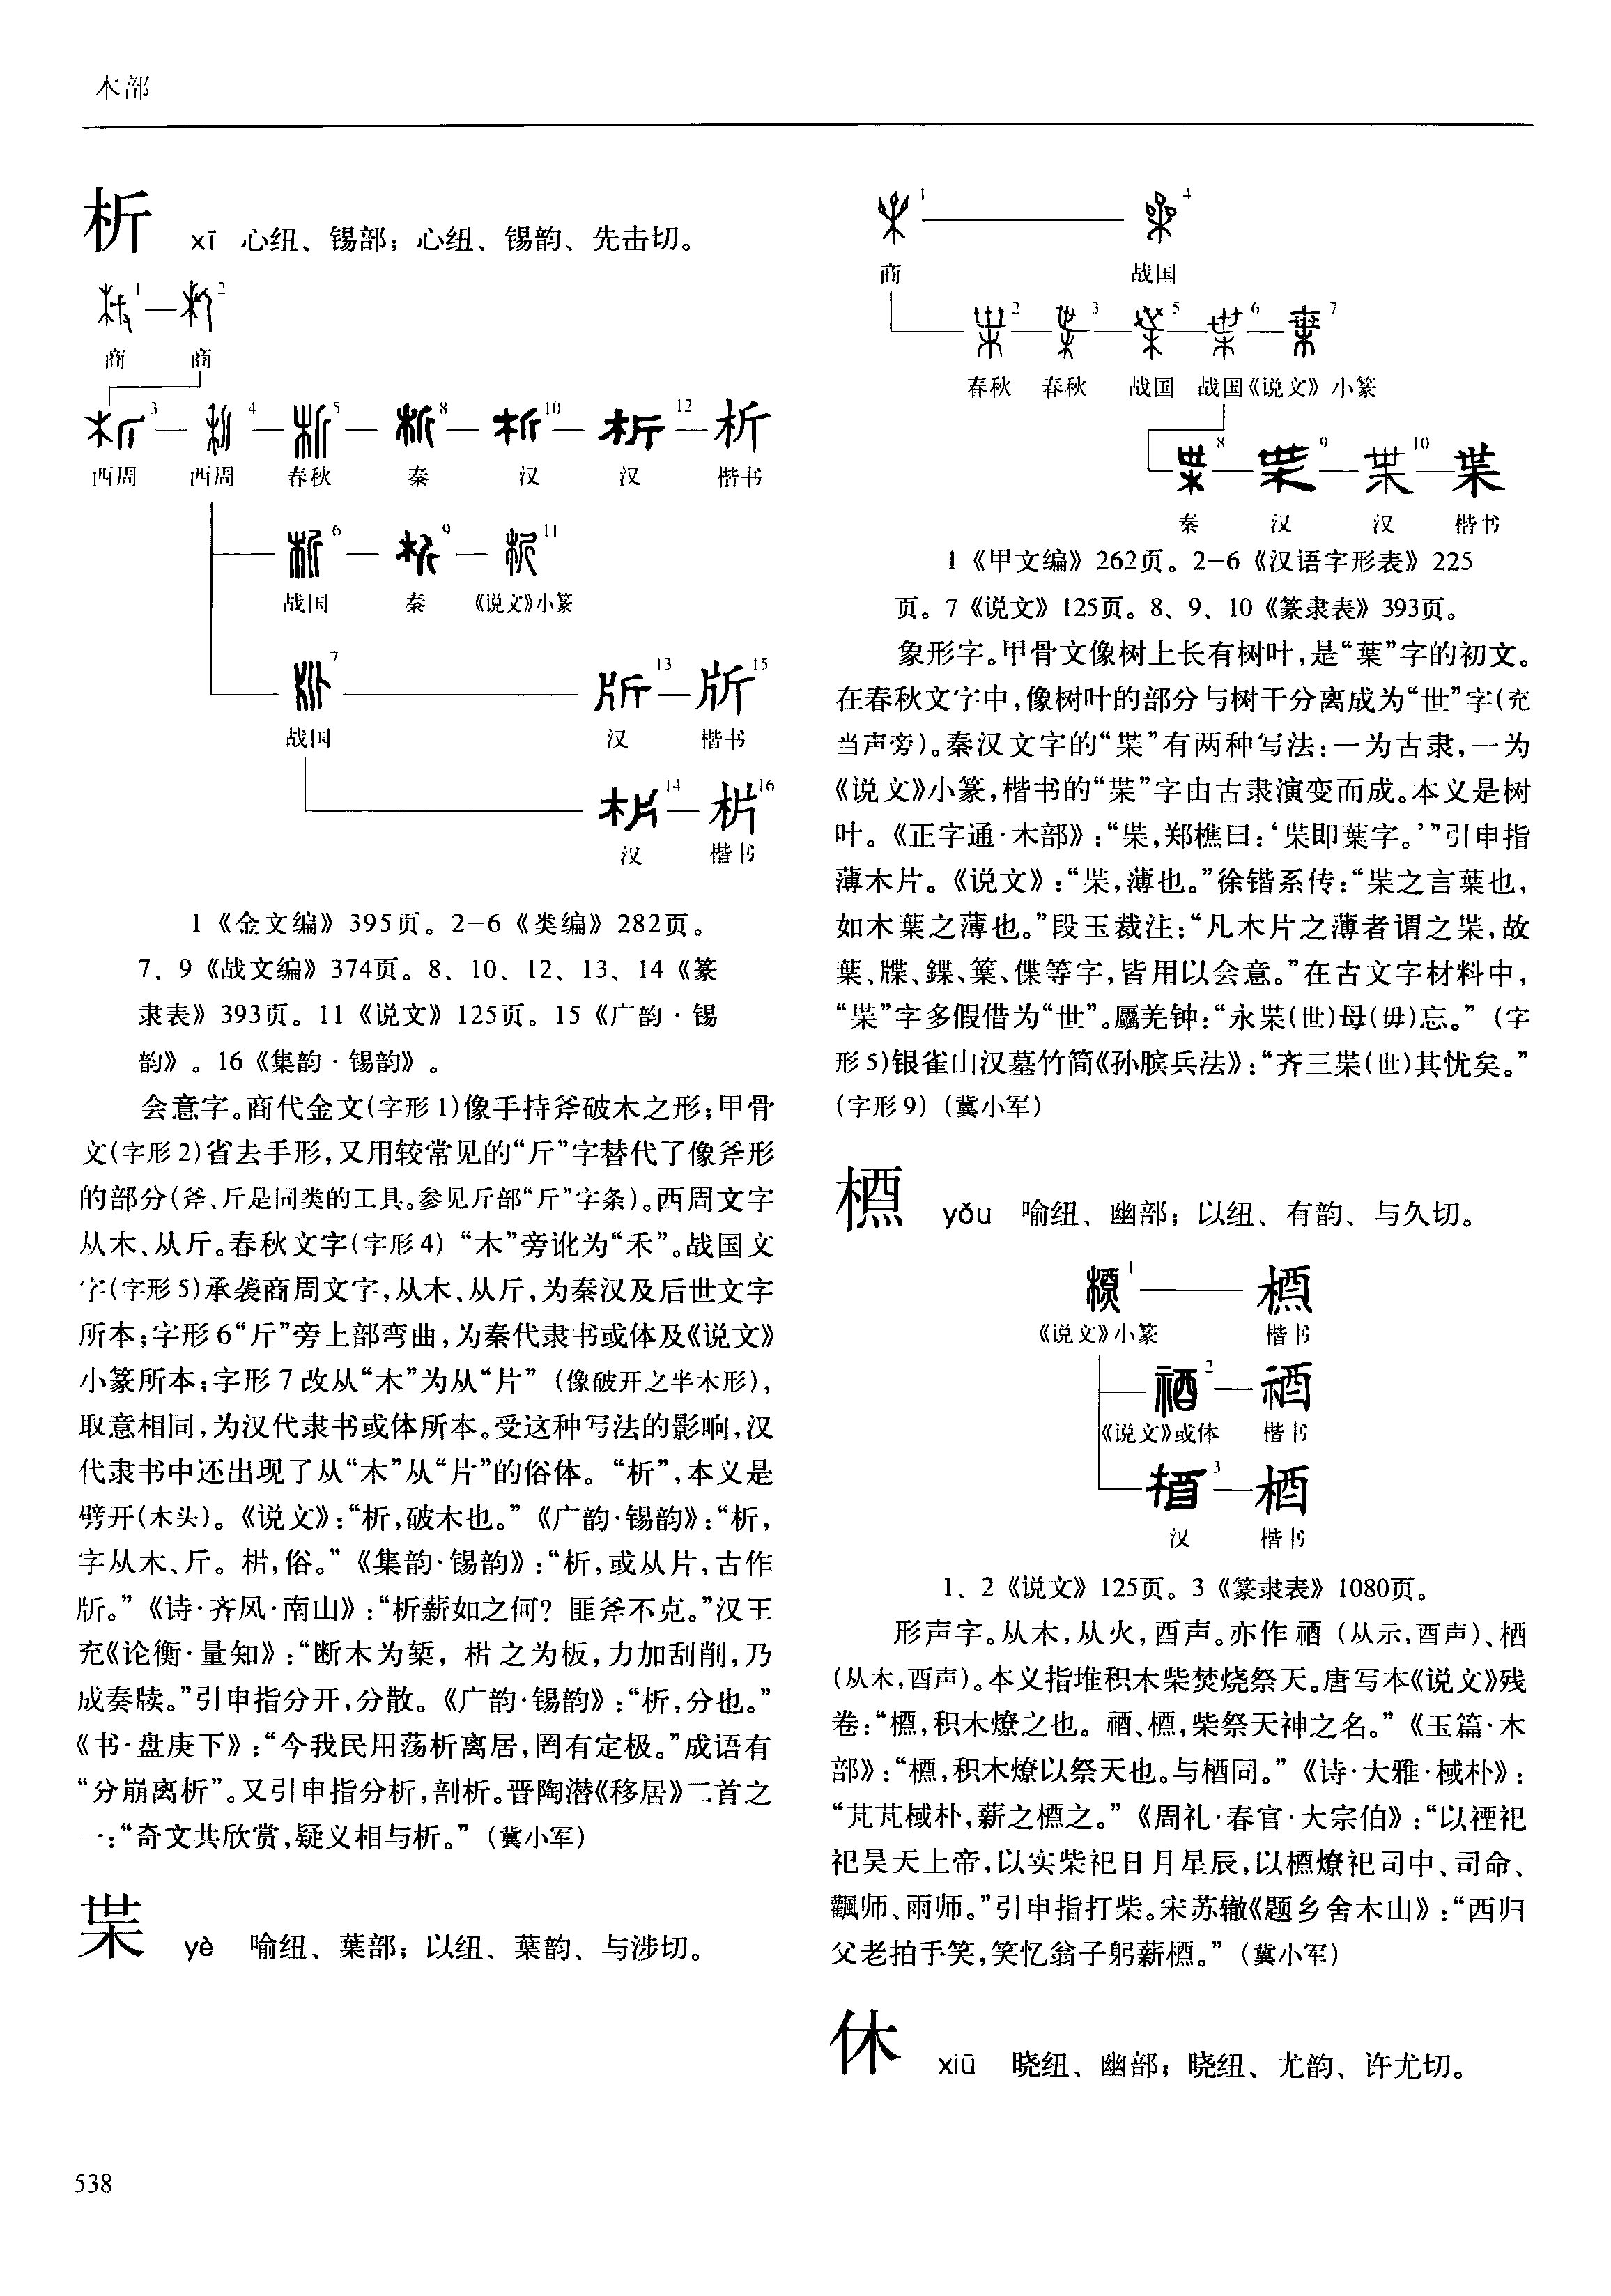 木部
析 xī 心纽、锡部；心纽、锡韵、先击切。
1 2
商 商
3 4 5 8 10 12 析
西周 西周 春秋 秦 汉 汉 楷书
6 9 11
战国 秦 《说文》小篆
7 13 15
战国 汉 楷书
14 16
汉 楷书
1《金文编》395页。2-6《类编》282页。
7、9《战文编》374页。8、10、12、13、14《篆
隶表》393页。11《说文》125页。15《广韵·锡
韵》。16《集韵·锡韵》。
会意字。商代金文(字形1)像手持斧破木之形；甲骨
文(字形2)省去手形，又用较常见的“斤”字替代了像斧形
的部分(斧、斤是同类的工具。参见斤部“斤”字条)。西周文字
从木、从斤。春秋文字(字形4)“木”旁讹为“禾”。战国文
字(字形5)承袭商周文字，从木、从斤，为秦汉及后世文字
所本；字形6“斤”旁上部弯曲，为秦代隶书或体及《说文》
小篆所本；字形7改从“木”为从“片”(像破开之半木形)，
取意相同，为汉代隶书或体所本。受这种写法的影响，汉
代隶书中还出现了从“木”从“片”的俗体。“析”，本义是
劈开(木头)。《说文》：“析，破木也。”《广韵·锡韵》：“析，
字从木、斤。枿，俗。”《集韵·锡韵》：“析，或从片，古作
㸞。”《诗·齐风·南山》：“析薪如之何？匪斧不克。”汉王
充《论衡·量知》：“断木为椠，㭊之为板，力加刮削，乃
成奏牍。”引申指分开，分散。《广韵·锡韵》：“析，分也。”
《书·盘庚下》：“今我民用荡析离居，罔有定极。”成语有
“分崩离析”。又引申指分析，剖析。晋陶潜《移居》二首之
一：“奇文共欣赏，疑义相与析。”(冀小军)
枼 yè 喻纽、葉部；以纽、葉韵、与涉切。
1 4
商 战国
2 3 5 6 7
春秋 春秋 战国 战国《说文》小篆
8 9 10 枼
秦 汉 汉 楷书
1《甲文编》262页。2-6《汉语字形表》225
页。7《说文》125页。8、9、10《篆隶表》393页。
象形字。甲骨文像树上长有树叶，是“葉”字的初文。
在春秋文字中，像树叶的部分与树干分离成为“世”字(充
当声旁)。秦汉文字的“枼”有两种写法：一为古隶，一为
《说文》小篆，楷书的“枼”字由古隶演变而成。本义是树
叶。《正字通·木部》：“枼，郑樵曰：‘枼即葉字。’”引申指
薄木片。《说文》：“枼，薄也。”徐锴系传：“枼之言葉也，
如木葉之薄也。”段玉裁注：“凡木片之薄者谓之枼，故
葉、牒、鍱、箂、偞等字，皆用以会意。”在古文字材料中，
“枼”字多假借为“世”。羌钟：“永枼(世)母(毋)忘。”(字
形5)银雀山汉墓竹简《孙膑兵法》：“齐三枼(世)其忧矣。”
(字形9)(冀小军)
槱 yǒu 喻纽、幽部；以纽、有韵、与久切。
1 槱
《说文》小篆 楷书
2
《说文》或体 楷书
3 栖
汉 楷书
1、2《说文》125页。3《篆隶表》1080页。
形声字。从木，从火，酉声。亦作䄛(从示，酉声)、梄
(从木，酉声)。本义指堆积木柴焚烧祭天。唐写本《说文》残
卷：“槱，积木燎之也。䄛、槱，柴祭天神之名。”《玉篇·木
部》：“槱，积木燎以祭天也。与梄同。”《诗·大雅·棫朴》：
“芃芃棫朴，薪之槱之。”《周礼·春官·大宗伯》：“以禋祀
祀昊天上帝，以实柴祀日月星辰，以槱燎祀司中、司命、
飌师、雨师。”引申指打柴。宋苏辙《题乡舍木山》：“西归
父老拍手笑，笑忆翁子躬薪槱。”(冀小军)
休 xiū 晓纽、幽部；晓纽、尤韵、许尤切。
538